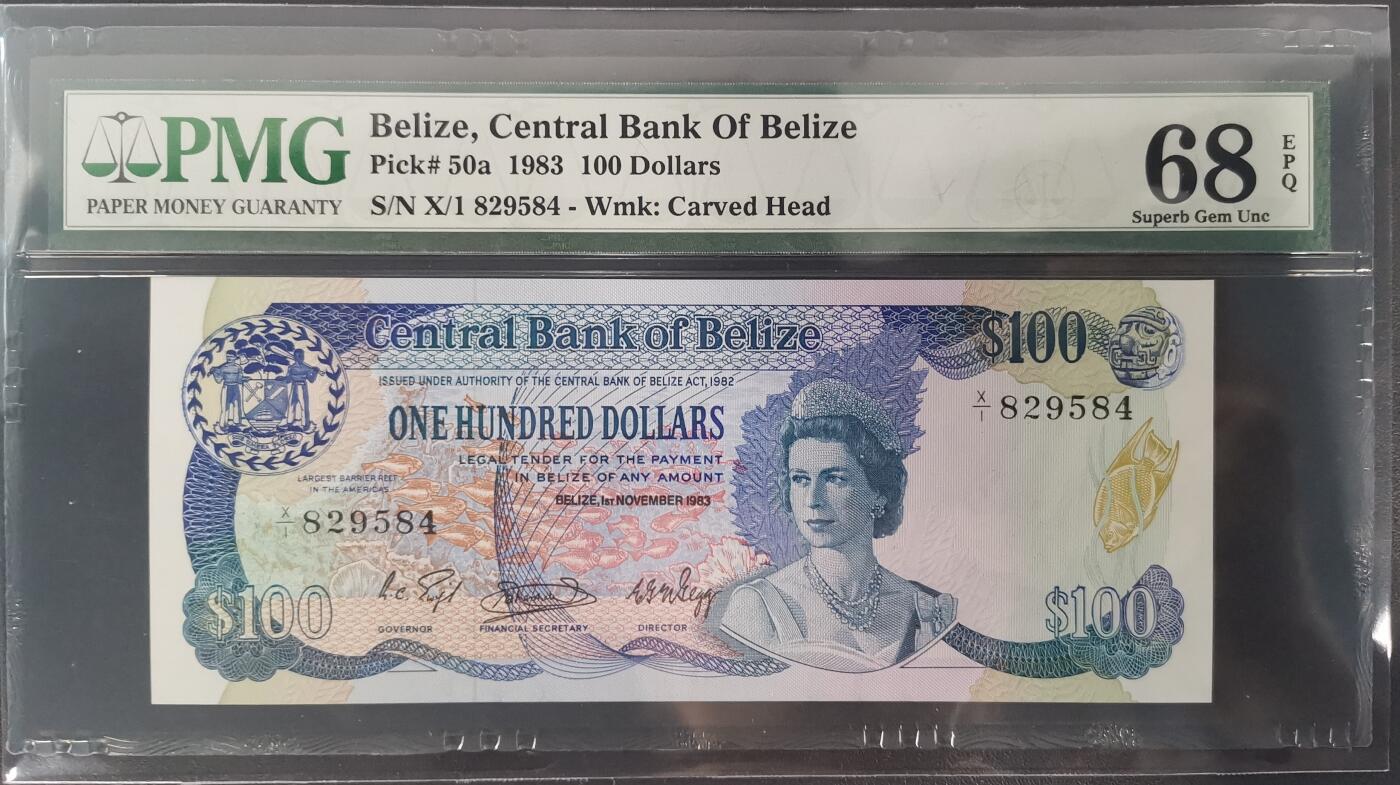 PMG
PAPER MONEY GUARANTY
Belize, Central Bank Of Belize
Pick# 50a 1983 100 Dollars
S/N X/1 829584 - Wmk: Carved Head
68
EPQ
Superb Gem Unc
Central Bank of Belize
$100
ISSUED UNDER AUTHORITY OF THE CENTRAL BANK OF BELIZE ACT, 1982
X/1 829584
ONE HUNDRED DOLLARS
LEGAL TENDER FOR THE PAYMENT
IN BELIZE OF ANY AMOUNT
LARGEST BARRIER REEF
IN THE AMERICAS
BELIZE, 1ST NOVEMBER 1983
X/1 829584
$100
$100
GOVERNOR
FINANCIAL SECRETARY
DIRECTOR